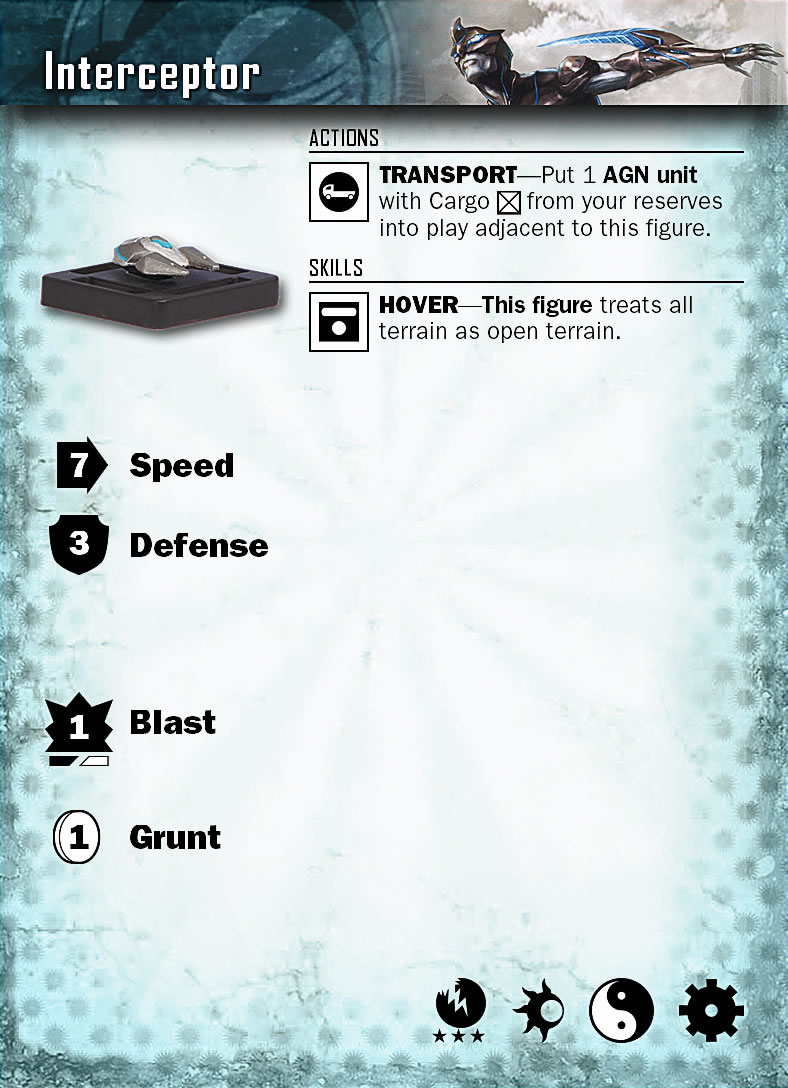 Interceptor
ACTIONS
TRANSPORT—Put 1 AGN unit
with Cargo from your reserves
into play adjacent to this figure.
SKILLS
HOVER—This figure treats all
terrain as open terrain.
7 Speed
3 Defense
1 Blast
1 Grunt